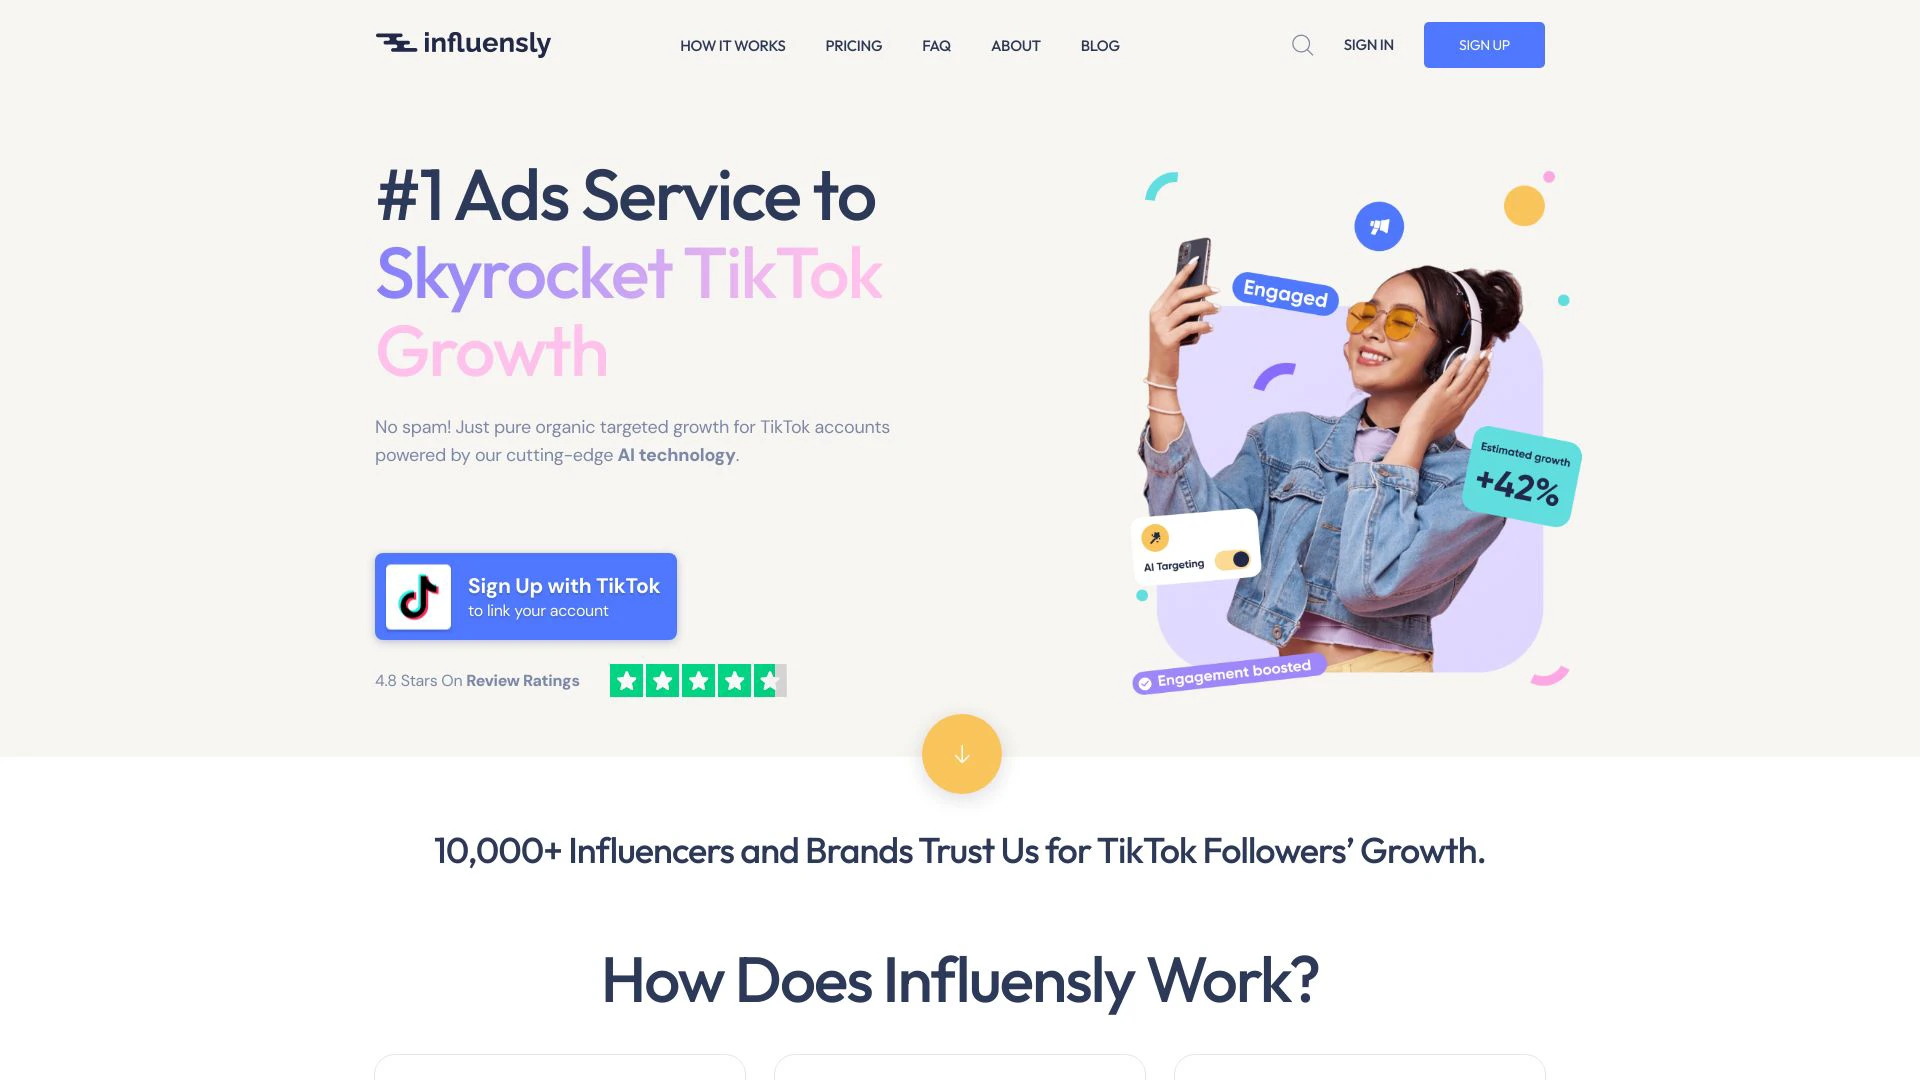 influensly
HOW IT WORKS
PRICING
FAQ
ABOUT
BLOG
SIGN IN
SIGN UP
#1 Ads Service to
Skyrocket TikTok
Growth
No spam! Just pure organic targeted growth for TikTok accounts
powered by our cutting-edge AI technology.
Sign Up with TikTok
to link your account
4.8 Stars On Review Ratings
Engaged
Estimated growth
+42%
AI Targeting
Engagement boosted
10,000+ Influencers and Brands Trust Us for TikTok Followers’ Growth.
How Does Influensly Work?